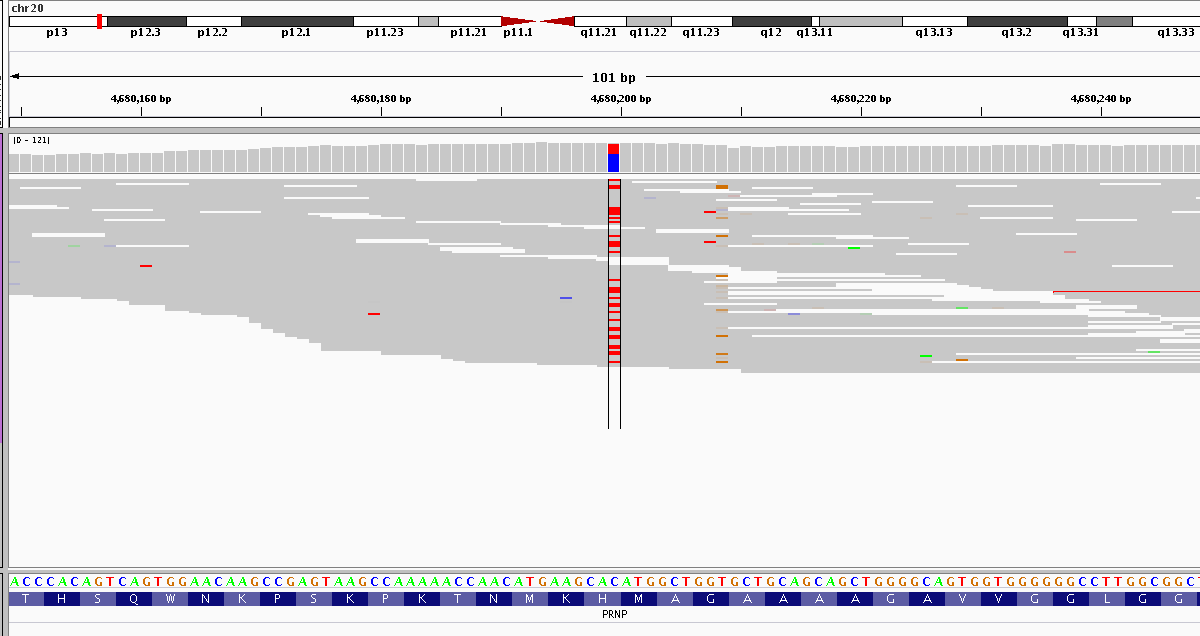 chr20
p13 p12.3 p12.2 p12.1 p11.23 p11.21 p11.1 q11.21 q11.22 q11.23 q12 q13.11 q13.13 q13.2 q13.31 q13.33
101 bp
4,680,160 bp 4,680,180 bp 4,680,200 bp 4,680,220 bp 4,680,240 bp
[0 - 121]
ACCCACAGTCAGTGGAACAAGCCGAGTAAGCCAAAAACCAACATGAAGCACATGGCTGGTGCTGCAGCAGCTGGGGCAGTGGTGGGGGGCCTTGGCGGC
T H S Q W N K P S K P K T N M K H M A G A A A A G A V V G G L G G
PRNP